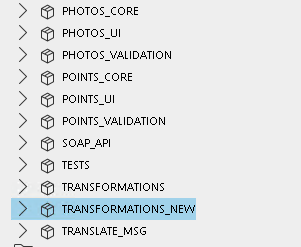 PHOTOS_CORE
PHOTOS_UI
PHOTOS_VALIDATION
POINTS_CORE
POINTS_UI
POINTS_VALIDATION
SOAP_API
TESTS
TRANSFORMATIONS
TRANSFORMATIONS_NEW
TRANSLATE_MSG